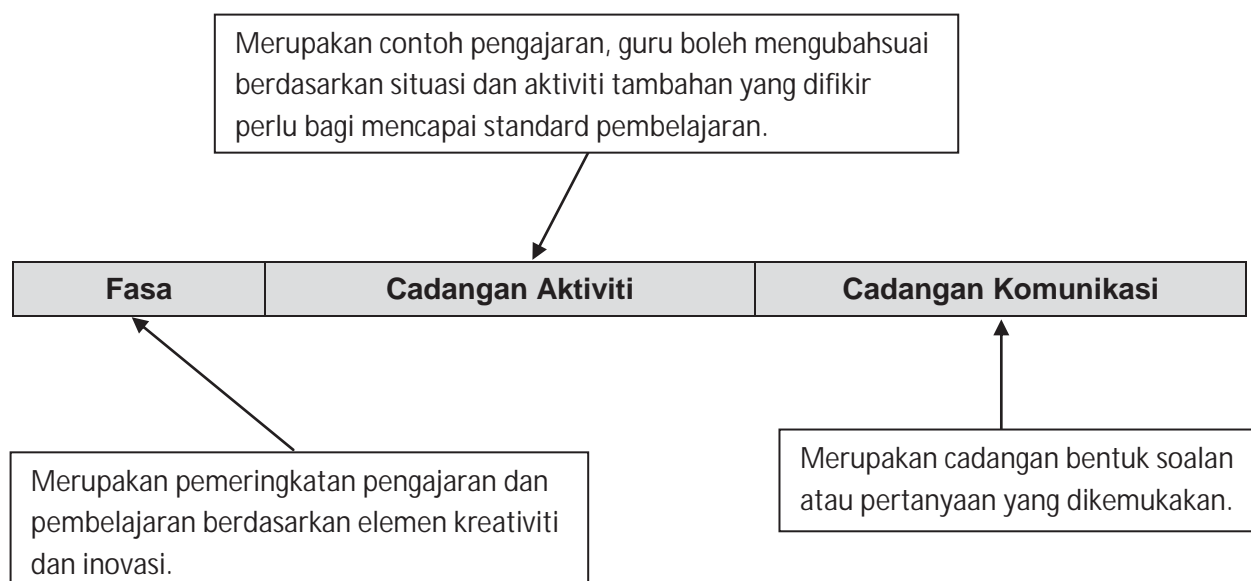 Merupakan contoh pengajaran, guru boleh mengubahsuai
berdasarkan situasi dan aktiviti tambahan yang difikir
perlu bagi mencapai standard pembelajaran.
Fasa
Cadangan Aktiviti
Cadangan Komunikasi
Merupakan pemeringkatan pengajaran dan
pembelajaran berdasarkan elemen kreativiti
dan inovasi.
Merupakan cadangan bentuk soalan
atau pertanyaan yang dikemukakan.